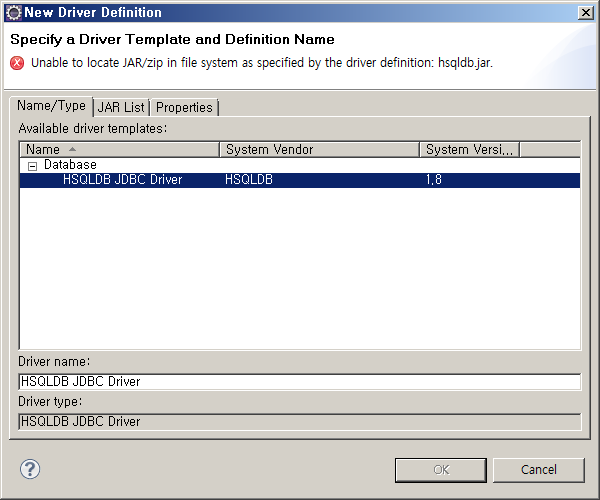 New Driver Definition
Specify a Driver Template and Definition Name
Unable to locate JAR/zip in file system as specified by the driver definition: hsqldb.jar.
Name/Type JAR List Properties
Available driver templates:
Name System Vendor System Versi...
Database
HSQLDB JDBC Driver HSQLDB 1.8
Driver name:
HSQLDB JDBC Driver
Driver type:
HSQLDB JDBC Driver
OK Cancel